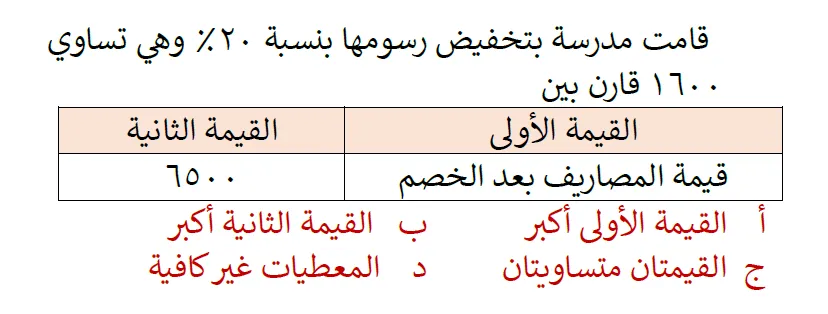 قامت مدرسة بتخفيض رسومها بنسبة ٢٠٪ وهي تساوي
١٦٠٠ قارن بين
القيمة الأولى القيمة الثانية
قيمة المصاريف بعد الخصم ٦٥٠٠
أ القيمة الأولى أكبر ب القيمة الثانية أكبر
ج القيمتان متساويتان د المعطيات غير كافية